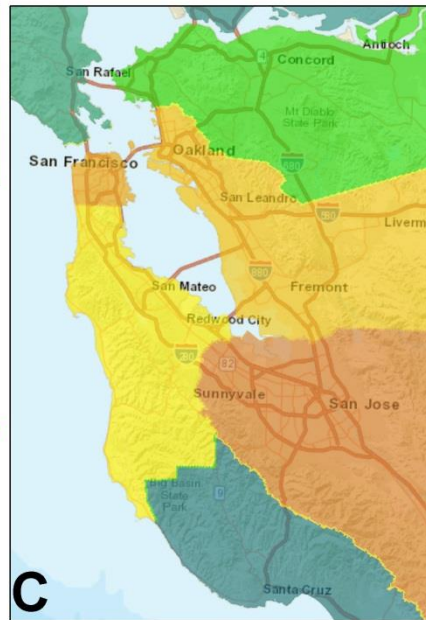 Antioch
4
Concord
San Rafael
Mt Diablo
State Park
San Francisco
Oakland
680
San Leandro
580
Liverm
880
San Mateo
Fremont
Redwood City
280
82
Sunnyvale
San Jose
Big Basin
State
Park
9
Santa Cruz
C